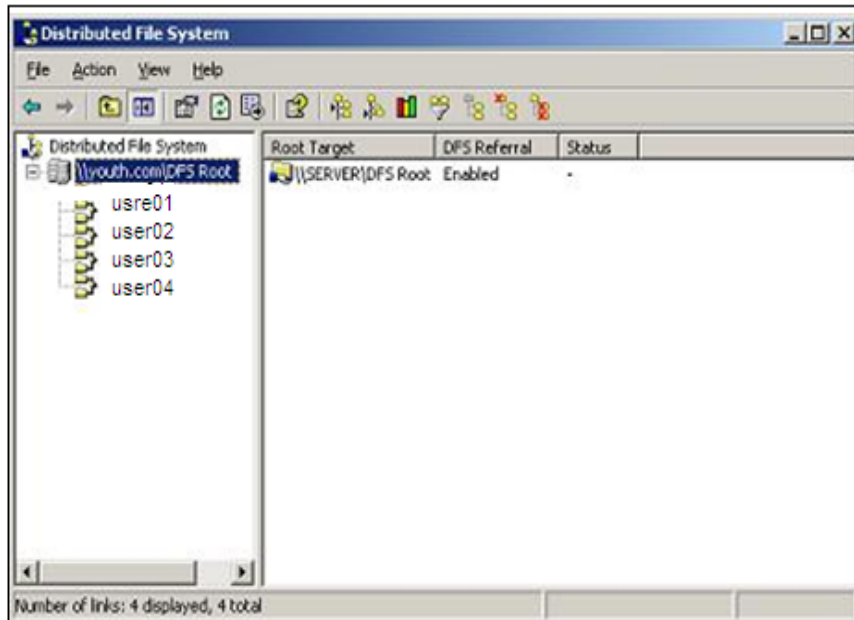 Distributed File System
File Action View Help
Distributed File System
\\youth.com\DFS Root
usre01
user02
user03
user04
Root Target DFS Referral Status
\\SERVER\DFS Root Enabled -
Number of links: 4 displayed, 4 total